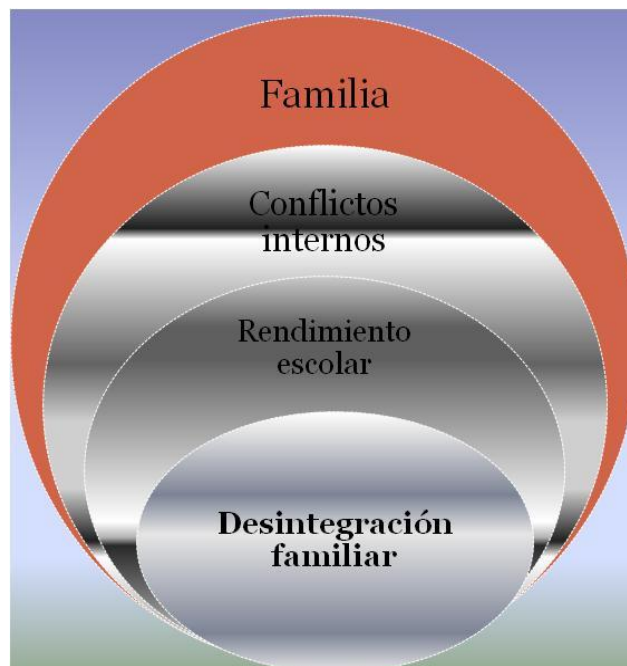 Familia
Conflictos
internos
Rendimiento
escolar
Desintegración
familiar